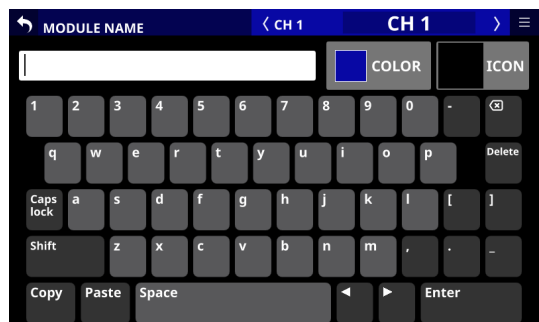 MODULE NAME
CH 1
CH 1
COLOR
ICON
1 2 3 4 5 6 7 8 9 0 -
q w e r t y u i o p Delete
Caps lock a s d f g h j k l [ ]
Shift z x c v b n m , . _
Copy Paste Space Enter